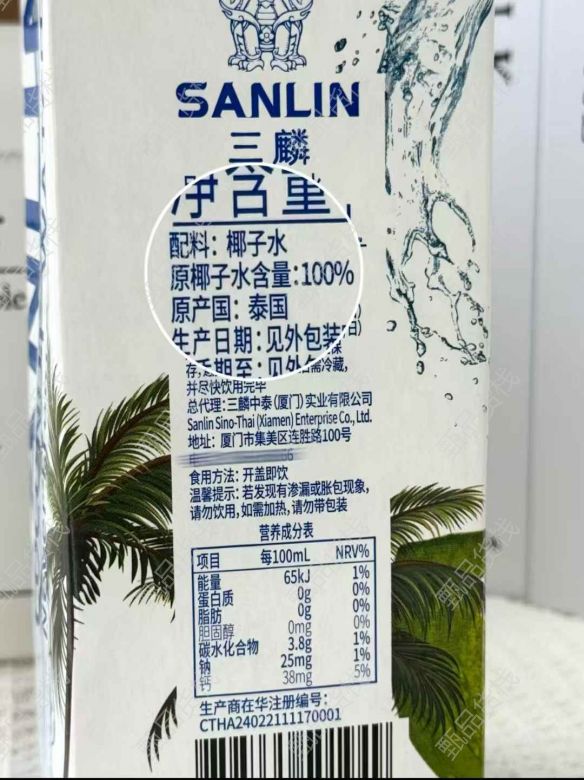 SANLIN
三麟
净含量
配料：椰子水
原椰子水含量：100%
原产国：泰国
生产日期：见外包装
存,
需冷藏,
并尽快饮用完毕
总代理：三麟中泰（厦门）实业有限公司
Sanlin Sino-Thai (Xiamen) Enterprise Co., Ltd.
地址：厦门市集美区连胜路100号
食用方法：开盖即饮
温馨提示：若发现有渗漏或胀包现象,
请勿饮用,如需加热,请勿带包装
营养成分表
项目 每100mL NRV%
能量 65kJ 1%
蛋白质 0g 0%
脂肪 0g 0%
胆固醇 0mg 0%
碳水化合物 3.8g 1%
钠 25mg 1%
钙 38mg 5%
生产商在华注册编号：
CTHA24022111170001
甄品货栈